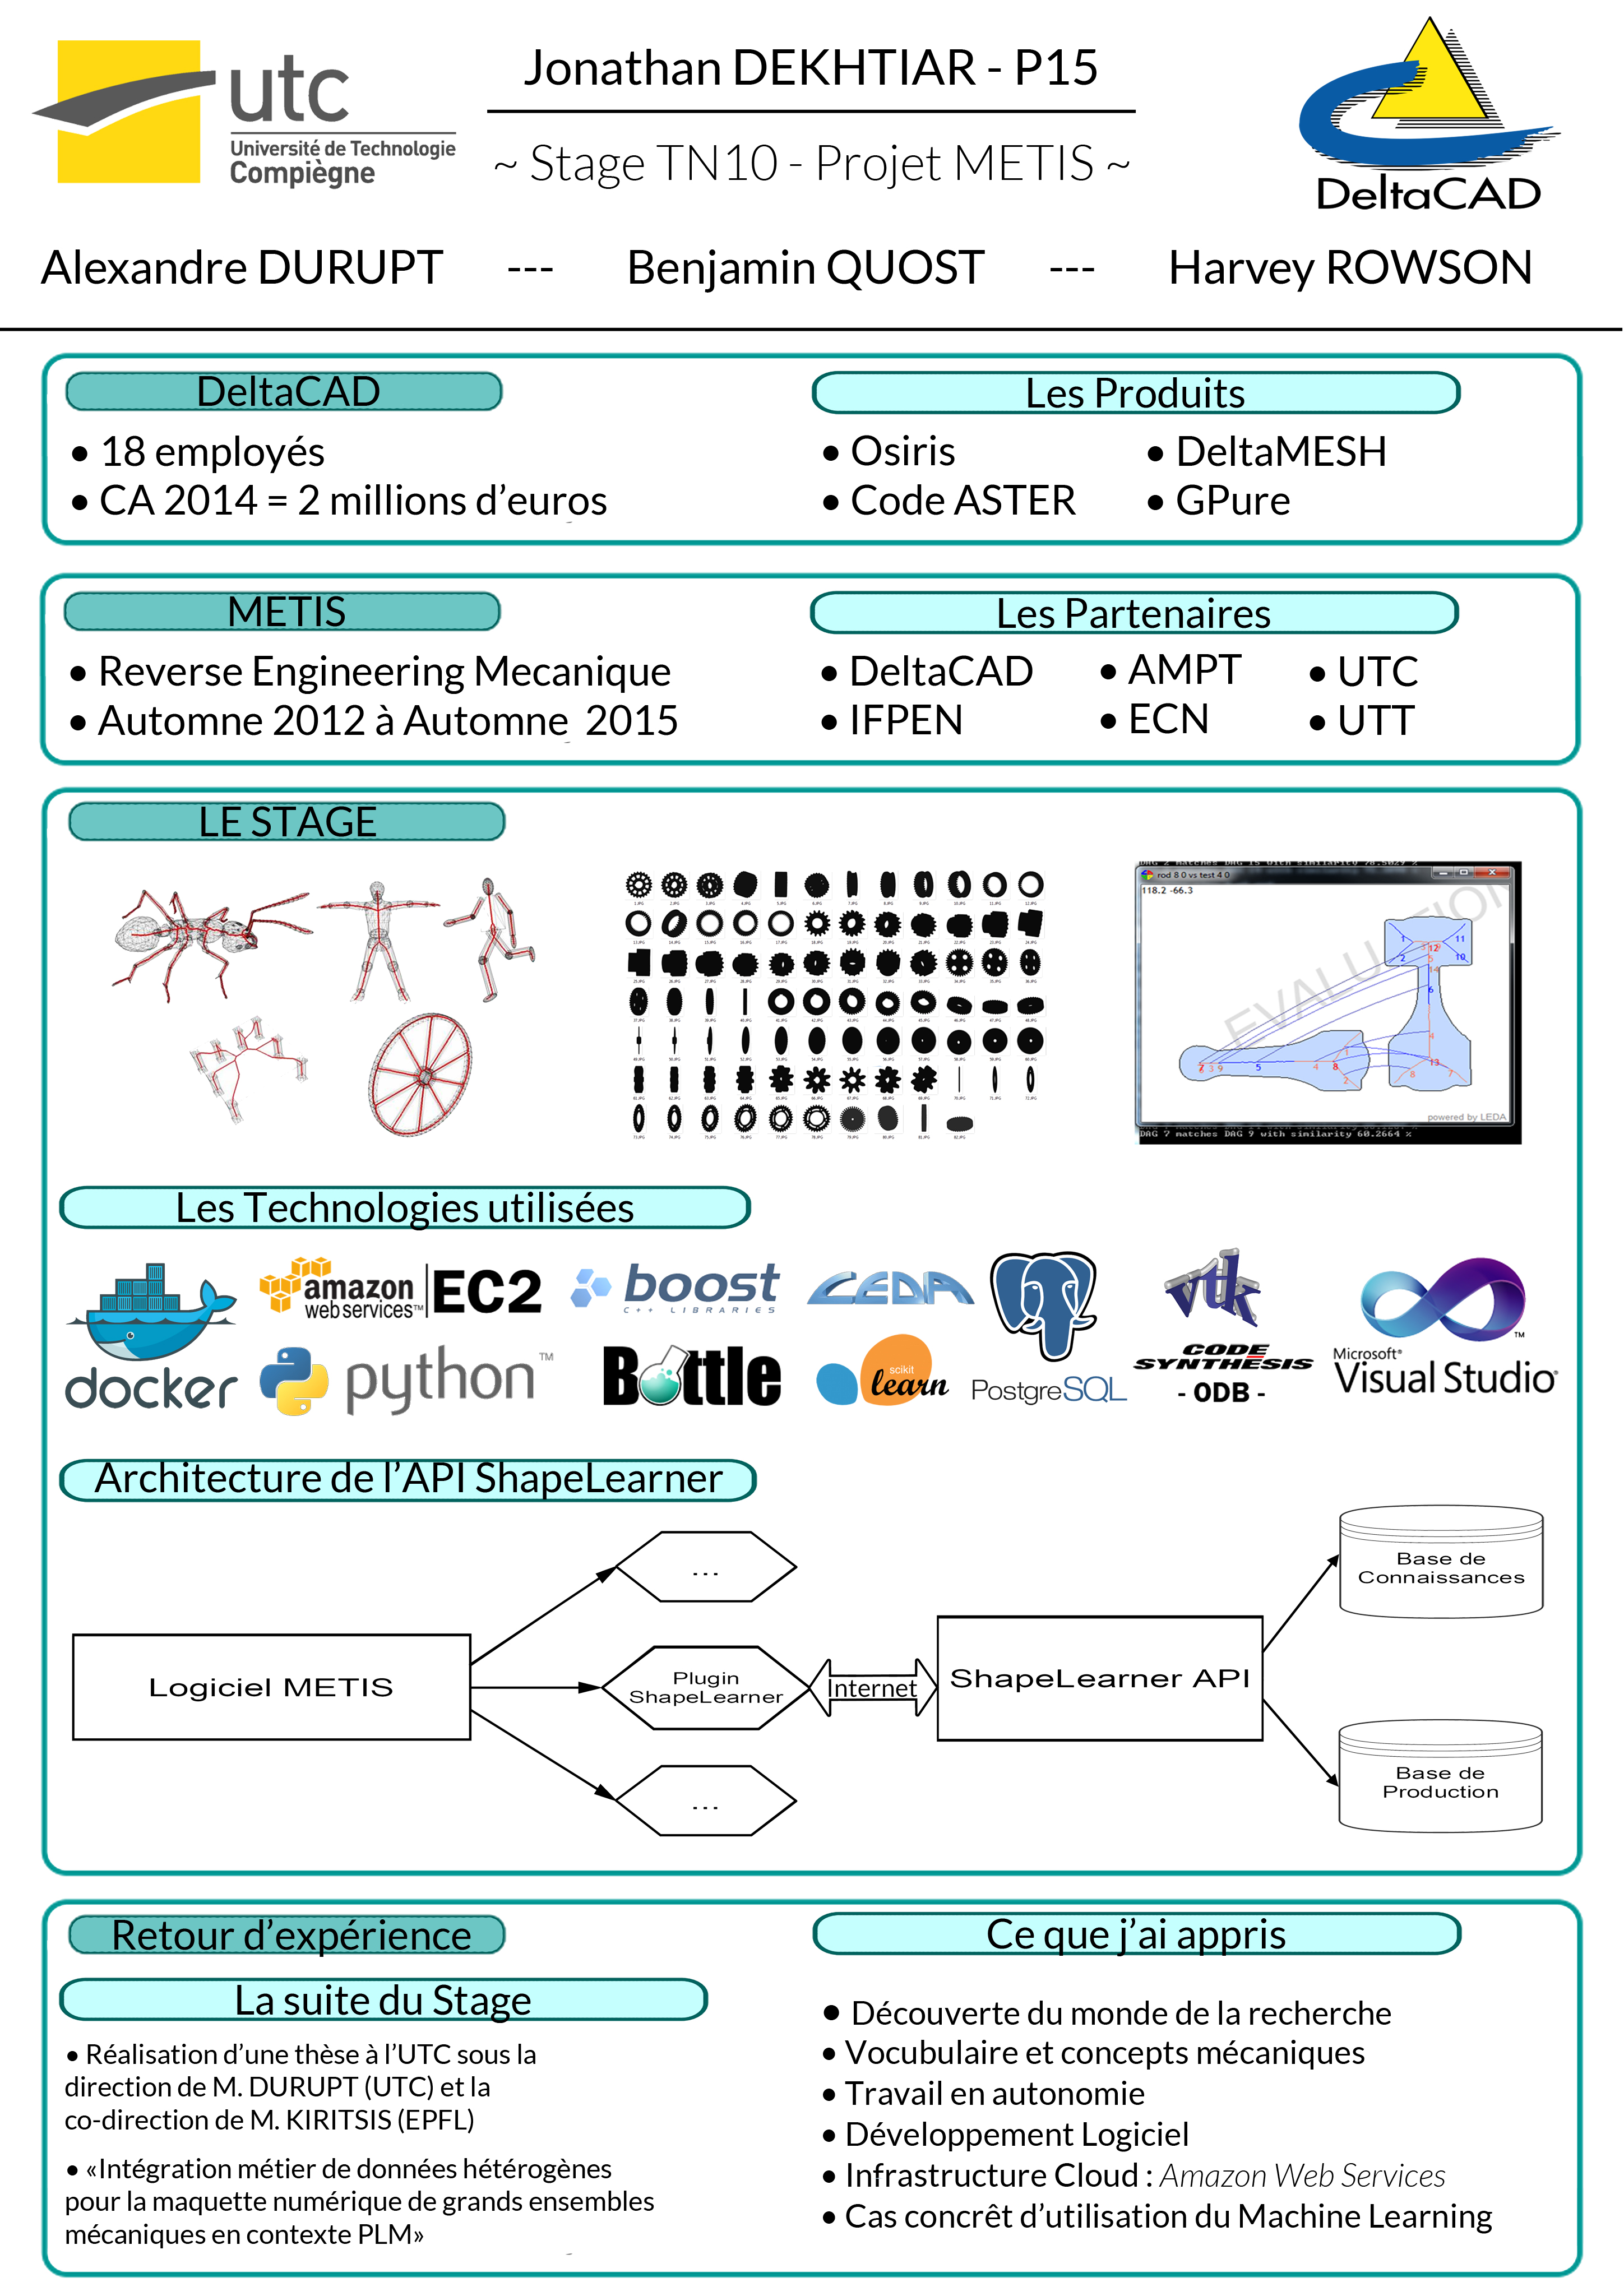 utc
Université de Technologie
Compiègne
Jonathan DEKHTIAR - P15
~ Stage TN10 - Projet METIS ~
DeltaCAD
Alexandre DURUPT --- Benjamin QUOST --- Harvey ROWSON
DeltaCAD
• 18 employés
• CA 2014 = 2 millions d’euros
Les Produits
• Osiris
• DeltaMESH
• Code ASTER
• GPure
METIS
• Reverse Engineering Mecanique
• Automne 2012 à Automne 2015
Les Partenaires
• DeltaCAD
• AMPT
• UTC
• IFPEN
• ECN
• UTT
LE STAGE
rod 8 0 vs test 4 0
118.2 -66.3
EVALUATION
powered by LEDA
DAG 7 matches DAG 9 with similarity 60.2664 %
Les Technologies utilisées
docker
amazon
webservices™
EC2
boost
C++ LIBRARIES
LEDA
PostgreSQL
vtk
CODE
SYNTHESIS
- ODB -
Microsoft®
Visual Studio®
python™
Bottle
scikit
learn
Architecture de l’API ShapeLearner
Logiciel METIS
...
Plugin
ShapeLearner
...
Internet
ShapeLearner API
Base de
Connaissances
Base de
Production
Retour d’expérience
La suite du Stage
• Réalisation d’une thèse à l’UTC sous la
direction de M. DURUPT (UTC) et la
co-direction de M. KIRITSIS (EPFL)
• «Intégration métier de données hétérogènes
pour la maquette numérique de grands ensembles
mécaniques en contexte PLM»
Ce que j’ai appris
• Découverte du monde de la recherche
• Vocubulaire et concepts mécaniques
• Travail en autonomie
• Développement Logiciel
• Infrastructure Cloud : Amazon Web Services
• Cas concrêt d’utilisation du Machine Learning